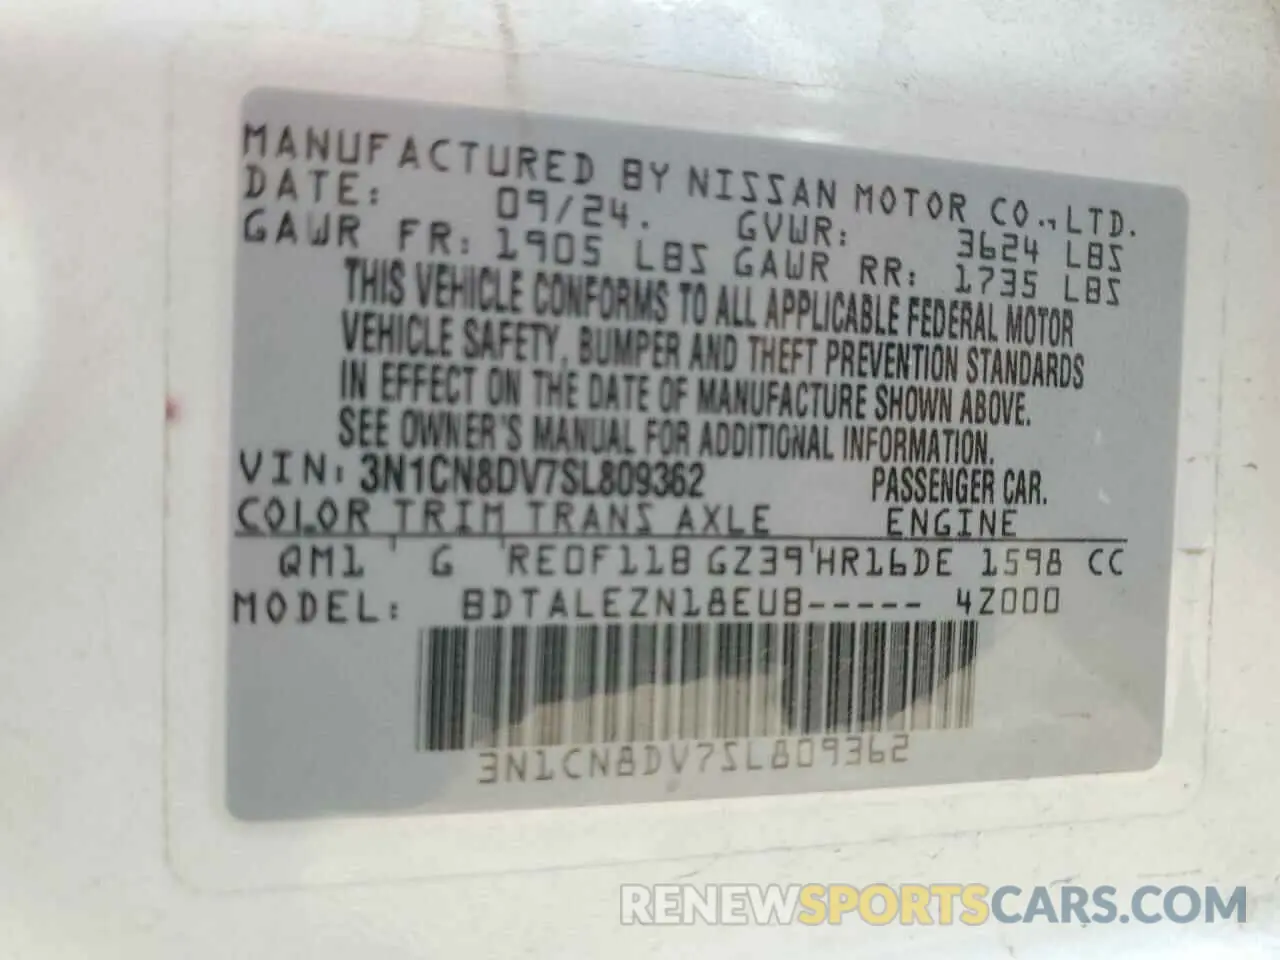 MANUFACTURED BY NISSAN MOTOR CO.,LTD.
DATE: 09/24. GVWR: 3624 LBS
GAWR FR: 1905 LBS GAWR RR: 1735 LBS
THIS VEHICLE CONFORMS TO ALL APPLICABLE FEDERAL MOTOR
VEHICLE SAFETY, BUMPER AND THEFT PREVENTION STANDARDS
IN EFFECT ON THE DATE OF MANUFACTURE SHOWN ABOVE.
SEE OWNER'S MANUAL FOR ADDITIONAL INFORMATION.
VIN: 3N1CN8DV7SL809362 PASSENGER CAR.
COLOR TRIM TRANS AXLE ENGINE
QM1 G RE0F11B GZ39 HR16DE 1598 CC
MODEL: BDTALEZN18EUB----- 4Z000
3N1CN8DV7SL809362
RENEWSPORTSCARS.COM